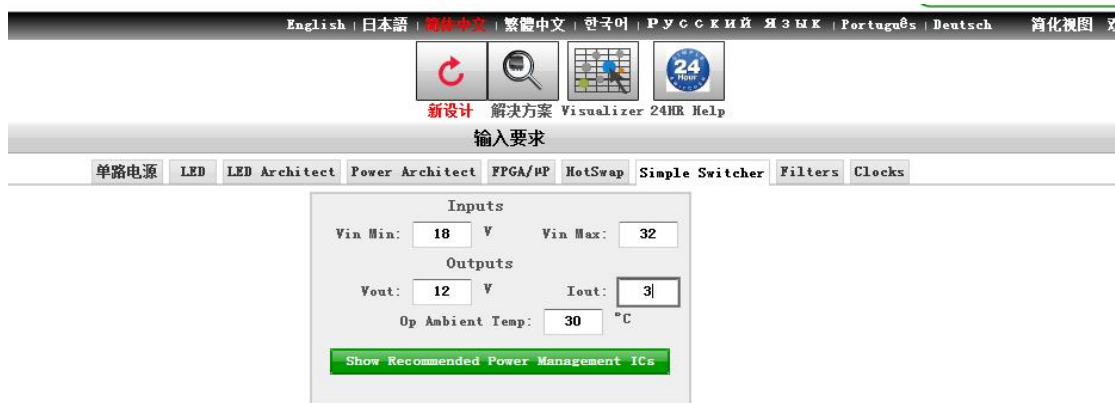 English | 日本語 | 简体中文 | 繁體中文 | 한국어 | Русский Язык | Português | Deutsch 简化视图
24 Hour
新设计 解决方案 Visualizer 24HR Help
输入要求
单路电源 LED LED Architect Power Architect FPGA/µP HotSwap Simple Switcher Filters Clocks
Inputs
Vin Min: 18 V Vin Max: 32
Outputs
Vout: 12 V Iout: 3
Op Ambient Temp: 30 °C
Show Recommended Power Management ICs